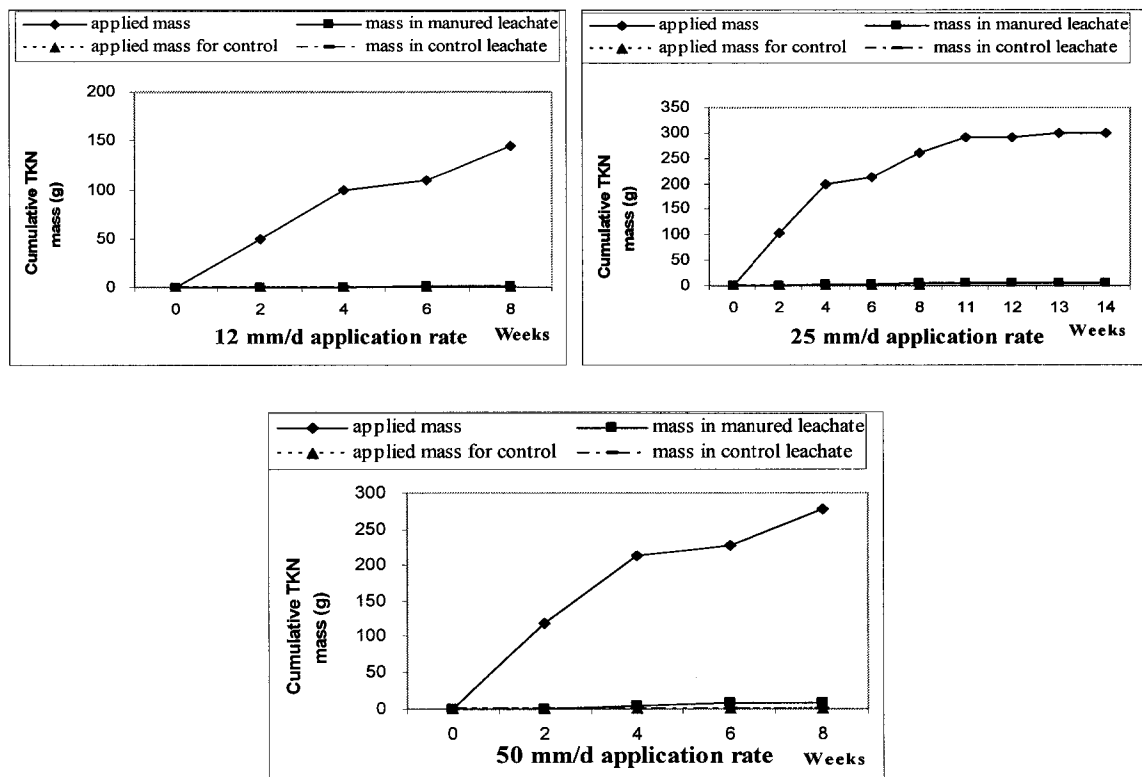 applied mass mass in manured leachate
applied mass for control mass in control leachate
200
150
100
50
0
Cumulative TKN
mass (g)
0 2 4 6 8
12 mm/d application rate Weeks
applied mass mass in manured leachate
applied mass for control mass in control leachate
350
300
250
200
150
100
50
0
Cumulative TKN
mass (g)
0 2 4 6 8 11 12 13 14
25 mm/d application rate Weeks
applied mass mass in manured leachate
applied mass for control mass in control leachate
300
250
200
150
100
50
0
Cumulative TKN
mass (g)
0 2 4 6 8
50 mm/d application rate Weeks